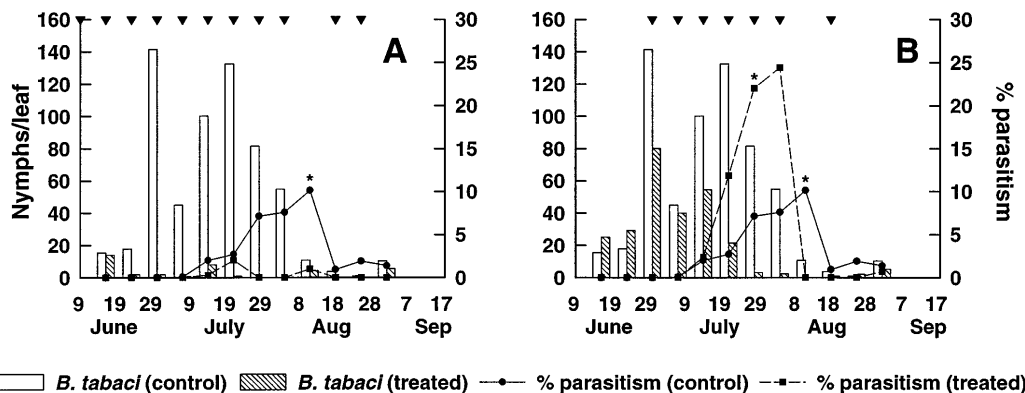 160 30 160 30
140 A 25 140 B 25
120 120
100 20 100 20
80 15 80 15
60 10 60 10
40 40
20 5 20 5
0 0 0 0
Nymphs/leaf
% parasitism
* * *
9 19 29 9 19 29 8 18 28 7 17 9 19 29 9 19 29 8 18 28 7 17
June July Aug Sep June July Aug Sep
B. tabaci (control) B. tabaci (treated) % parasitism (control) % parasitism (treated)